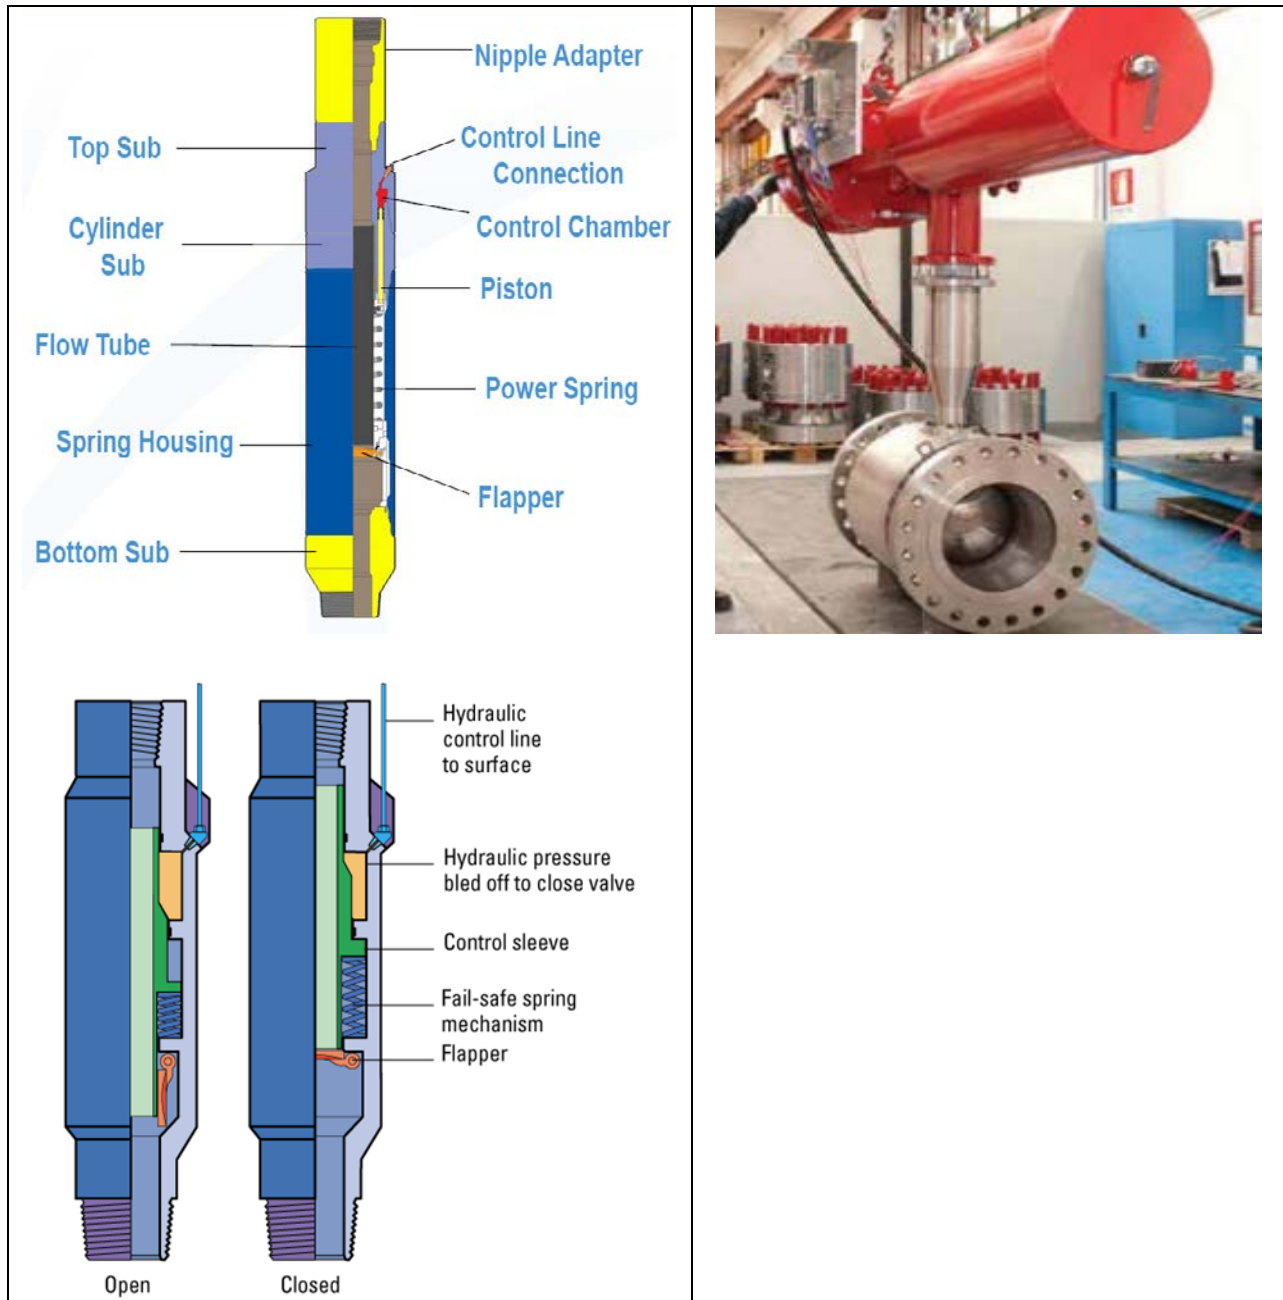 Nipple Adapter
Top Sub
Control Line
Connection
Control Chamber
Cylinder
Sub
Piston
Flow Tube
Power Spring
Spring Housing
Flapper
Bottom Sub
Hydraulic
control line
to surface
Hydraulic pressure
bled off to close valve
Control sleeve
Fail-safe spring
mechanism
Flapper
Open
Closed